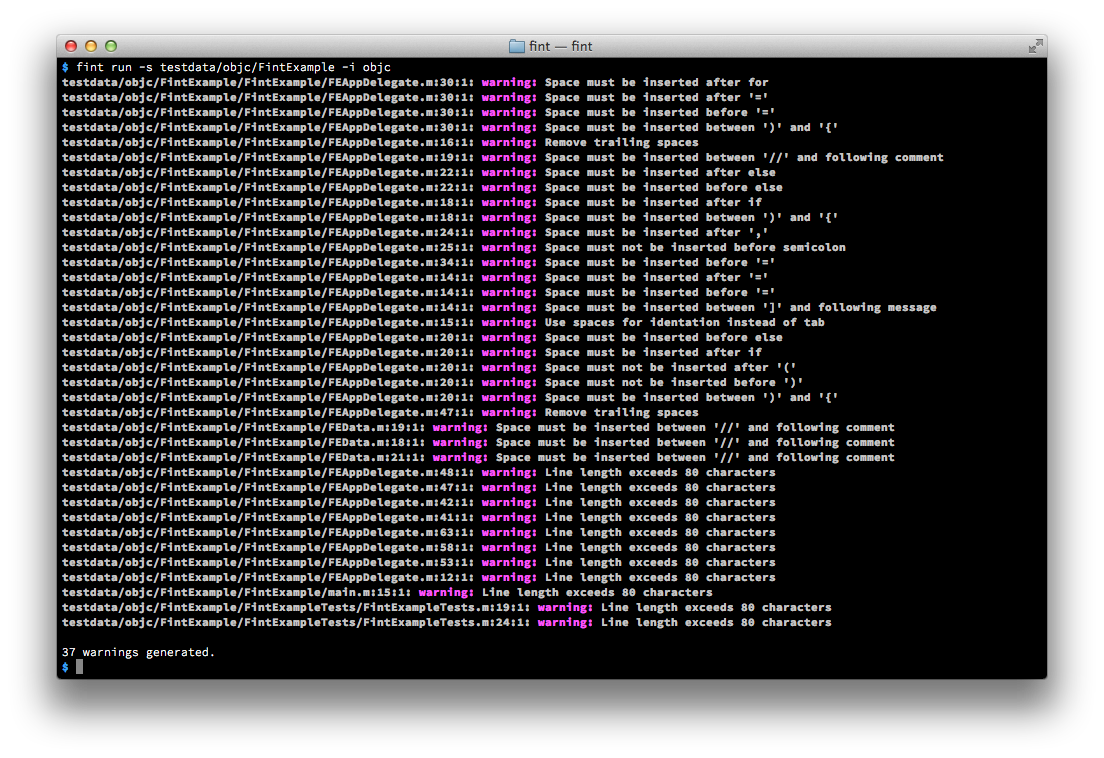 fint — fint
$ fint run -s testdata/objc/FintExample -i objc
testdata/objc/FintExample/FintExample/FEAppDelegate.m:30:1: warning: Space must be inserted after for
testdata/objc/FintExample/FintExample/FEAppDelegate.m:30:1: warning: Space must be inserted after '='
testdata/objc/FintExample/FintExample/FEAppDelegate.m:30:1: warning: Space must be inserted before '='
testdata/objc/FintExample/FintExample/FEAppDelegate.m:30:1: warning: Space must be inserted between ')' and '{'
testdata/objc/FintExample/FintExample/FEAppDelegate.m:16:1: warning: Remove trailing spaces
testdata/objc/FintExample/FintExample/FEAppDelegate.m:19:1: warning: Space must be inserted between '//' and following comment
testdata/objc/FintExample/FintExample/FEAppDelegate.m:22:1: warning: Space must be inserted after else
testdata/objc/FintExample/FintExample/FEAppDelegate.m:22:1: warning: Space must be inserted before else
testdata/objc/FintExample/FintExample/FEAppDelegate.m:18:1: warning: Space must be inserted after if
testdata/objc/FintExample/FintExample/FEAppDelegate.m:18:1: warning: Space must be inserted between ')' and '{'
testdata/objc/FintExample/FintExample/FEAppDelegate.m:24:1: warning: Space must be inserted after ','
testdata/objc/FintExample/FintExample/FEAppDelegate.m:25:1: warning: Space must not be inserted before semicolon
testdata/objc/FintExample/FintExample/FEAppDelegate.m:34:1: warning: Space must be inserted before '='
testdata/objc/FintExample/FintExample/FEAppDelegate.m:14:1: warning: Space must be inserted after '='
testdata/objc/FintExample/FintExample/FEAppDelegate.m:14:1: warning: Space must be inserted before '='
testdata/objc/FintExample/FintExample/FEAppDelegate.m:14:1: warning: Space must be inserted between ']' and following message
testdata/objc/FintExample/FintExample/FEAppDelegate.m:15:1: warning: Use spaces for identation instead of tab
testdata/objc/FintExample/FintExample/FEAppDelegate.m:20:1: warning: Space must be inserted before else
testdata/objc/FintExample/FintExample/FEAppDelegate.m:20:1: warning: Space must be inserted after if
testdata/objc/FintExample/FintExample/FEAppDelegate.m:20:1: warning: Space must not be inserted after '('
testdata/objc/FintExample/FintExample/FEAppDelegate.m:20:1: warning: Space must not be inserted before ')'
testdata/objc/FintExample/FintExample/FEAppDelegate.m:20:1: warning: Space must be inserted between ')' and '{'
testdata/objc/FintExample/FintExample/FEAppDelegate.m:47:1: warning: Remove trailing spaces
testdata/objc/FintExample/FintExample/FEData.m:19:1: warning: Space must be inserted between '//' and following comment
testdata/objc/FintExample/FintExample/FEData.m:18:1: warning: Space must be inserted between '//' and following comment
testdata/objc/FintExample/FintExample/FEData.m:21:1: warning: Space must be inserted between '//' and following comment
testdata/objc/FintExample/FintExample/FEAppDelegate.m:48:1: warning: Line length exceeds 80 characters
testdata/objc/FintExample/FintExample/FEAppDelegate.m:47:1: warning: Line length exceeds 80 characters
testdata/objc/FintExample/FintExample/FEAppDelegate.m:42:1: warning: Line length exceeds 80 characters
testdata/objc/FintExample/FintExample/FEAppDelegate.m:41:1: warning: Line length exceeds 80 characters
testdata/objc/FintExample/FintExample/FEAppDelegate.m:63:1: warning: Line length exceeds 80 characters
testdata/objc/FintExample/FintExample/FEAppDelegate.m:58:1: warning: Line length exceeds 80 characters
testdata/objc/FintExample/FintExample/FEAppDelegate.m:53:1: warning: Line length exceeds 80 characters
testdata/objc/FintExample/FintExample/FEAppDelegate.m:12:1: warning: Line length exceeds 80 characters
testdata/objc/FintExample/FintExample/main.m:15:1: warning: Line length exceeds 80 characters
testdata/objc/FintExample/FintExampleTests/FintExampleTests.m:19:1: warning: Line length exceeds 80 characters
testdata/objc/FintExample/FintExampleTests/FintExampleTests.m:24:1: warning: Line length exceeds 80 characters
37 warnings generated.
$